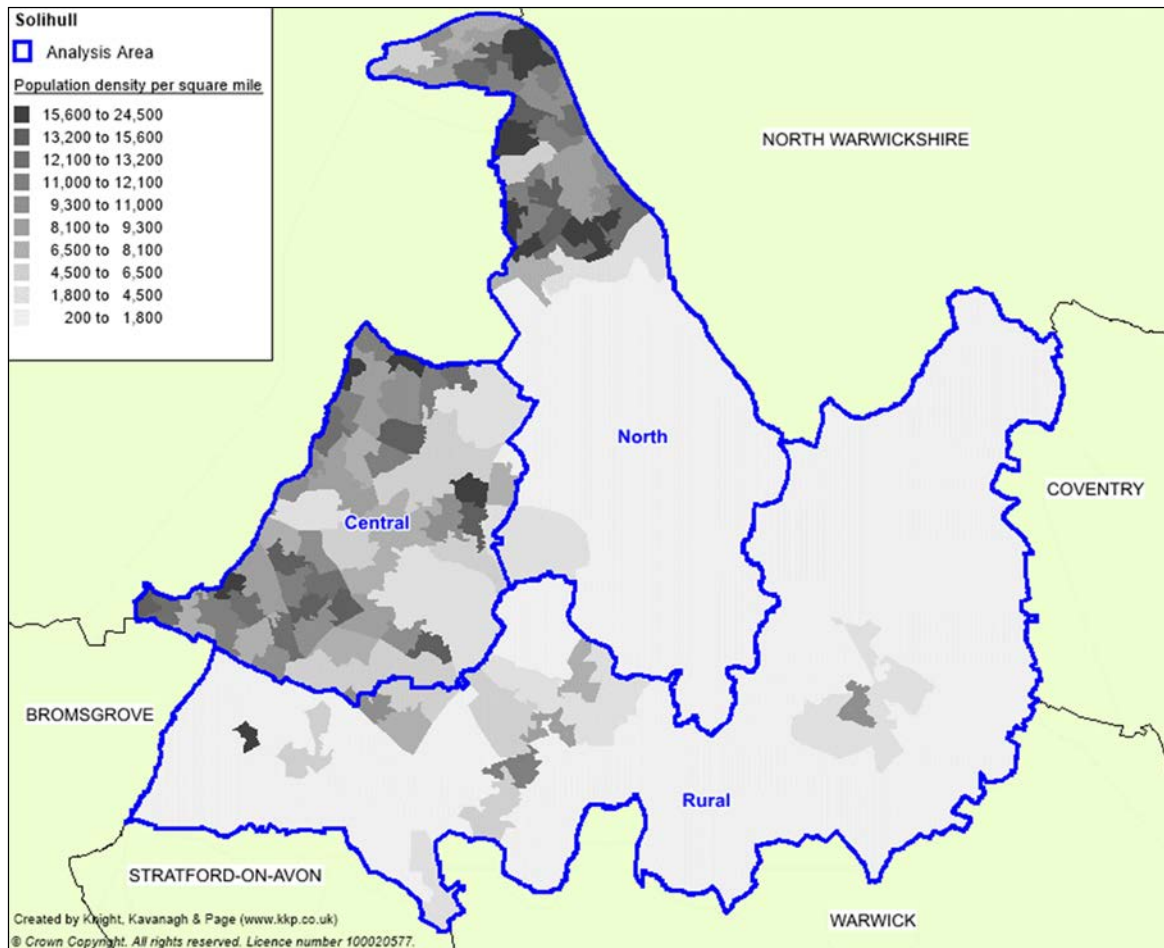 Solihull
Analysis Area
Population density per square mile
15,600 to 24,500
13,200 to 15,600
12,100 to 13,200
11,000 to 12,100
9,300 to 11,000
8,100 to 9,300
6,500 to 8,100
4,500 to 6,500
1,800 to 4,500
200 to 1,800
NORTH WARWICKSHIRE
North
COVENTRY
Central
BROMSGROVE
Rural
STRATFORD-ON-AVON
WARWICK
Created by Knight, Kavanagh & Page (www.kkp.co.uk)
© Crown Copyright. All rights reserved. Licence number 100020577.